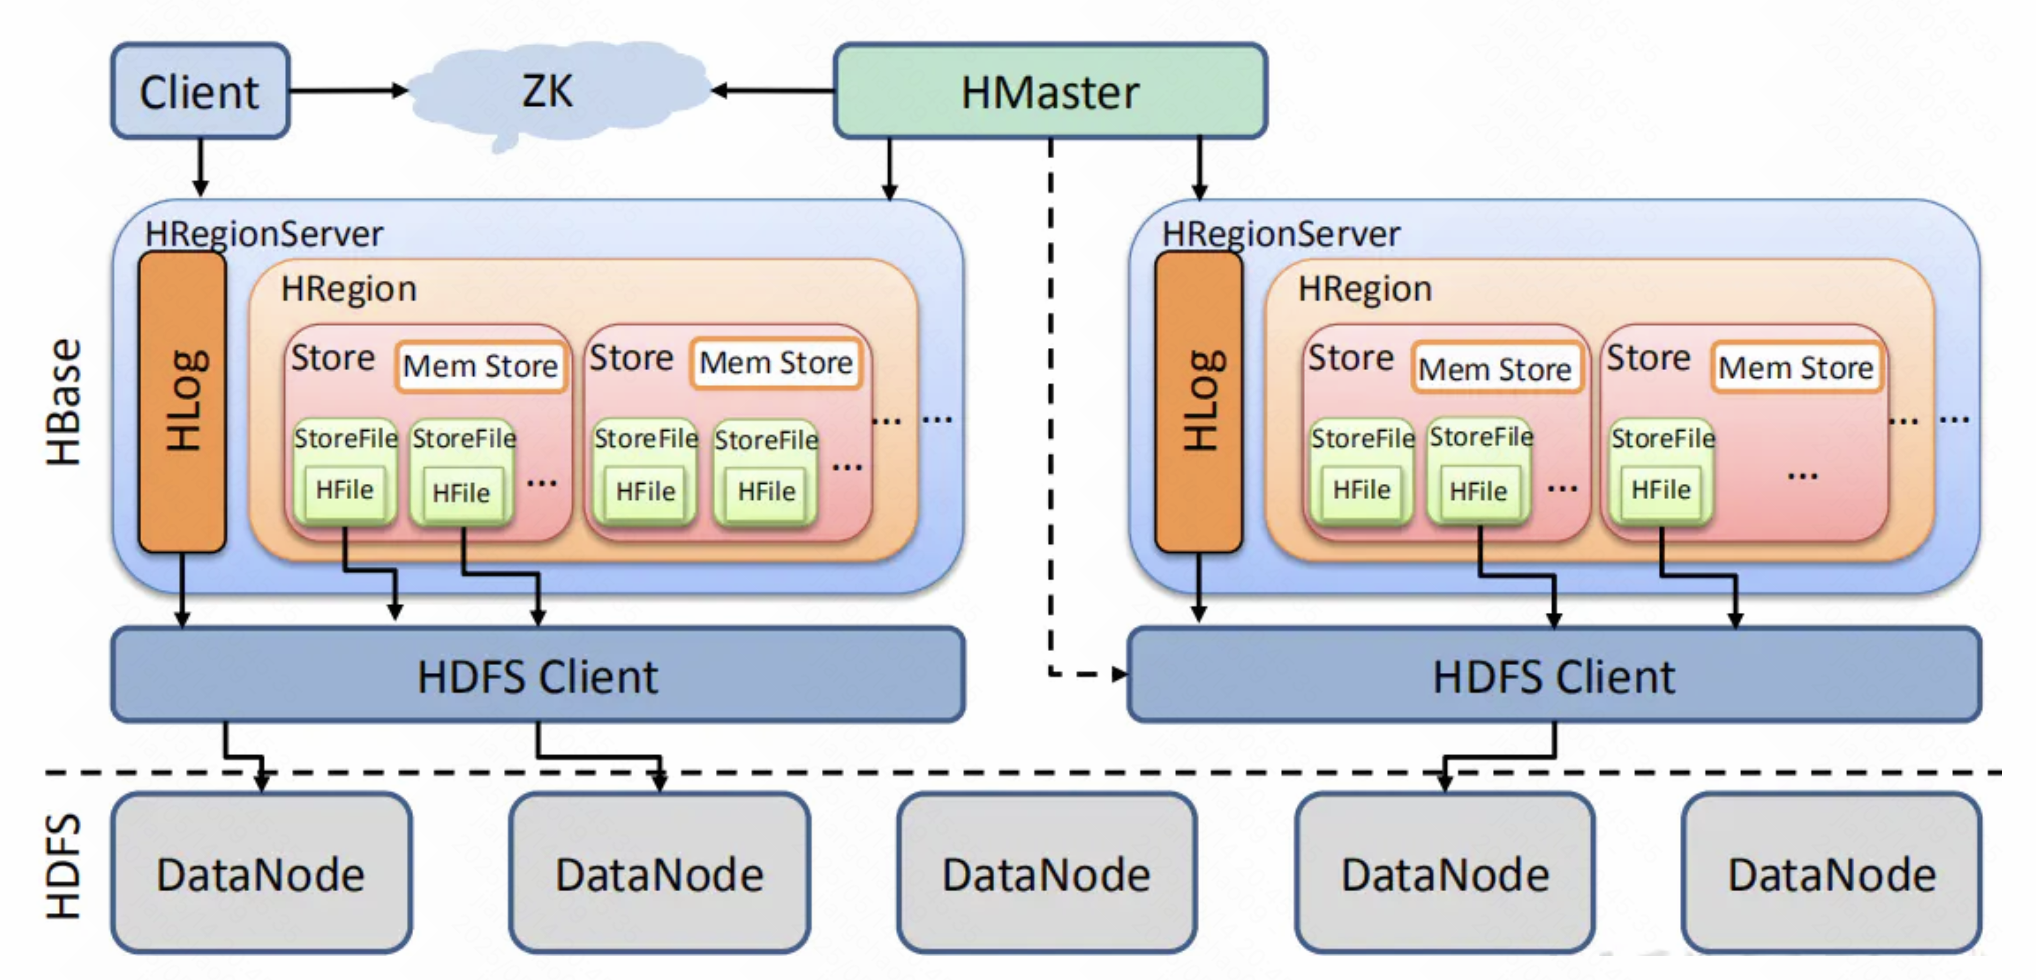 Client
ZK
HMaster
HBase
HRegionServer
HLog
HRegion
Store
Mem Store
StoreFile
HFile
StoreFile
HFile
...
Store
Mem Store
StoreFile
HFile
StoreFile
HFile
...
...
...
HRegionServer
HLog
HRegion
Store
Mem Store
StoreFile
HFile
StoreFile
HFile
...
Store
Mem Store
StoreFile
HFile
...
...
...
HDFS Client
HDFS Client
HDFS
DataNode
DataNode
DataNode
DataNode
DataNode